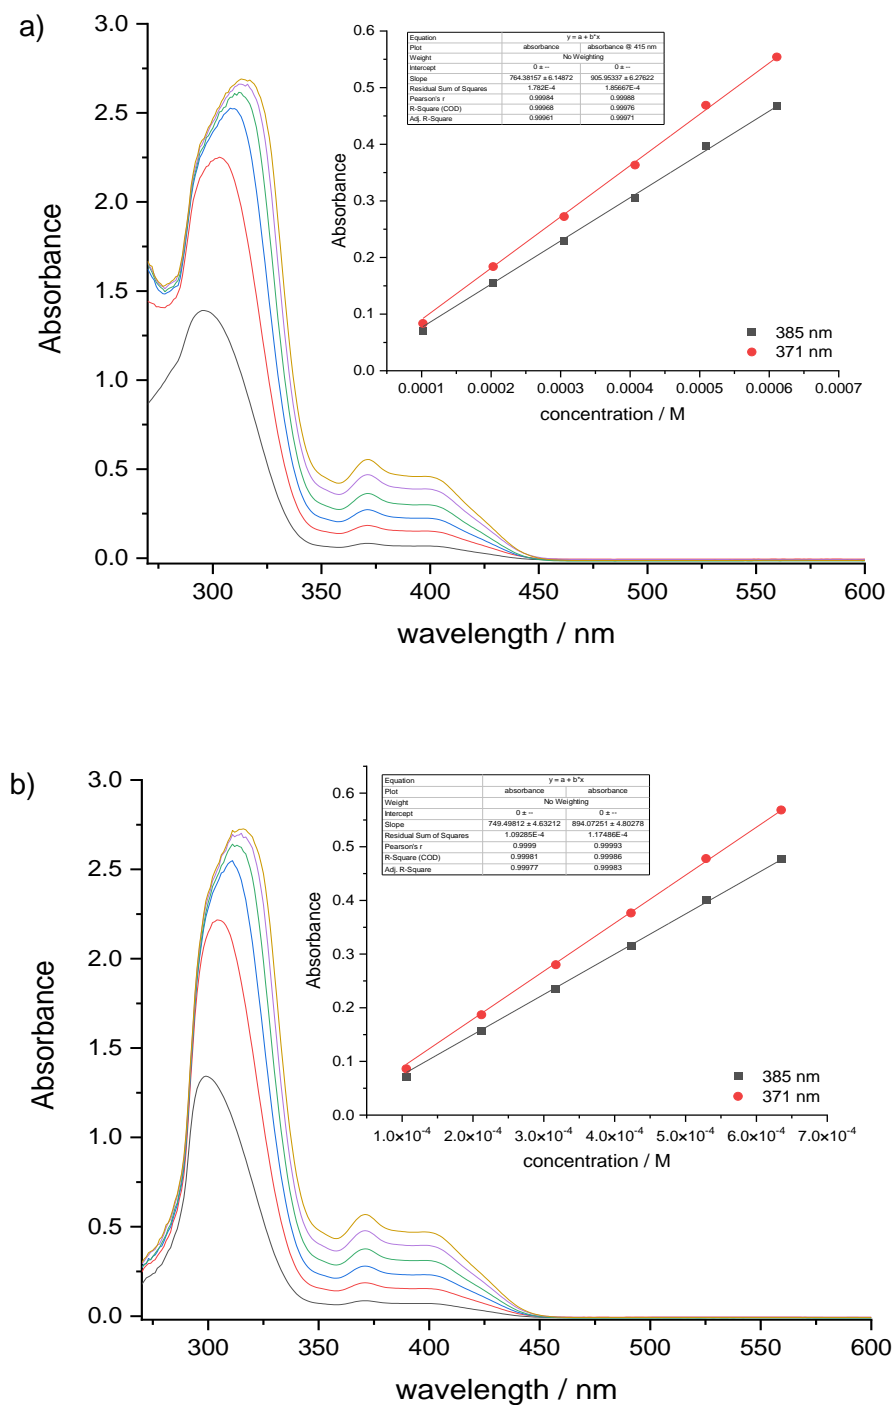 a)
3.0
2.5
2.0
1.5
1.0
0.5
0.0
Absorbance
300 350 400 450 500 550 600
wavelength / nm
0.6
0.5
0.4
0.3
0.2
0.1
0.0
Absorbance
Equation y = a + b*x
Plot absorbance absorbance @ 415 nm
Weight No Weighting
Intercept 0 ± -- 0 ± --
Slope 764.38157 ± 6.14872 905.95337 ± 6.27622
Residual Sum of Squares 1.782E-4 1.85667E-4
Pearson's r 0.99984 0.99988
R-Square (COD) 0.99968 0.99976
Adj. R-Square 0.99961 0.99971
385 nm
371 nm
0.0001 0.0002 0.0003 0.0004 0.0005 0.0006 0.0007
concentration / M
b)
3.0
2.5
2.0
1.5
1.0
0.5
0.0
Absorbance
300 350 400 450 500 550 600
wavelength / nm
0.6
0.5
0.4
0.3
0.2
0.1
0.0
Absorbance
Equation y = a + b*x
Plot absorbance absorbance
Weight No Weighting
Intercept 0 ± -- 0 ± --
Slope 749.49812 ± 4.63212 894.07251 ± 4.80278
Residual Sum of Squares 1.09285E-4 1.17486E-4
Pearson's r 0.9999 0.99993
R-Square (COD) 0.99981 0.99986
Adj. R-Square 0.99977 0.99983
385 nm
371 nm
1.0×10⁻⁴ 2.0×10⁻⁴ 3.0×10⁻⁴ 4.0×10⁻⁴ 5.0×10⁻⁴ 6.0×10⁻⁴ 7.0×10⁻⁴
concentration / M